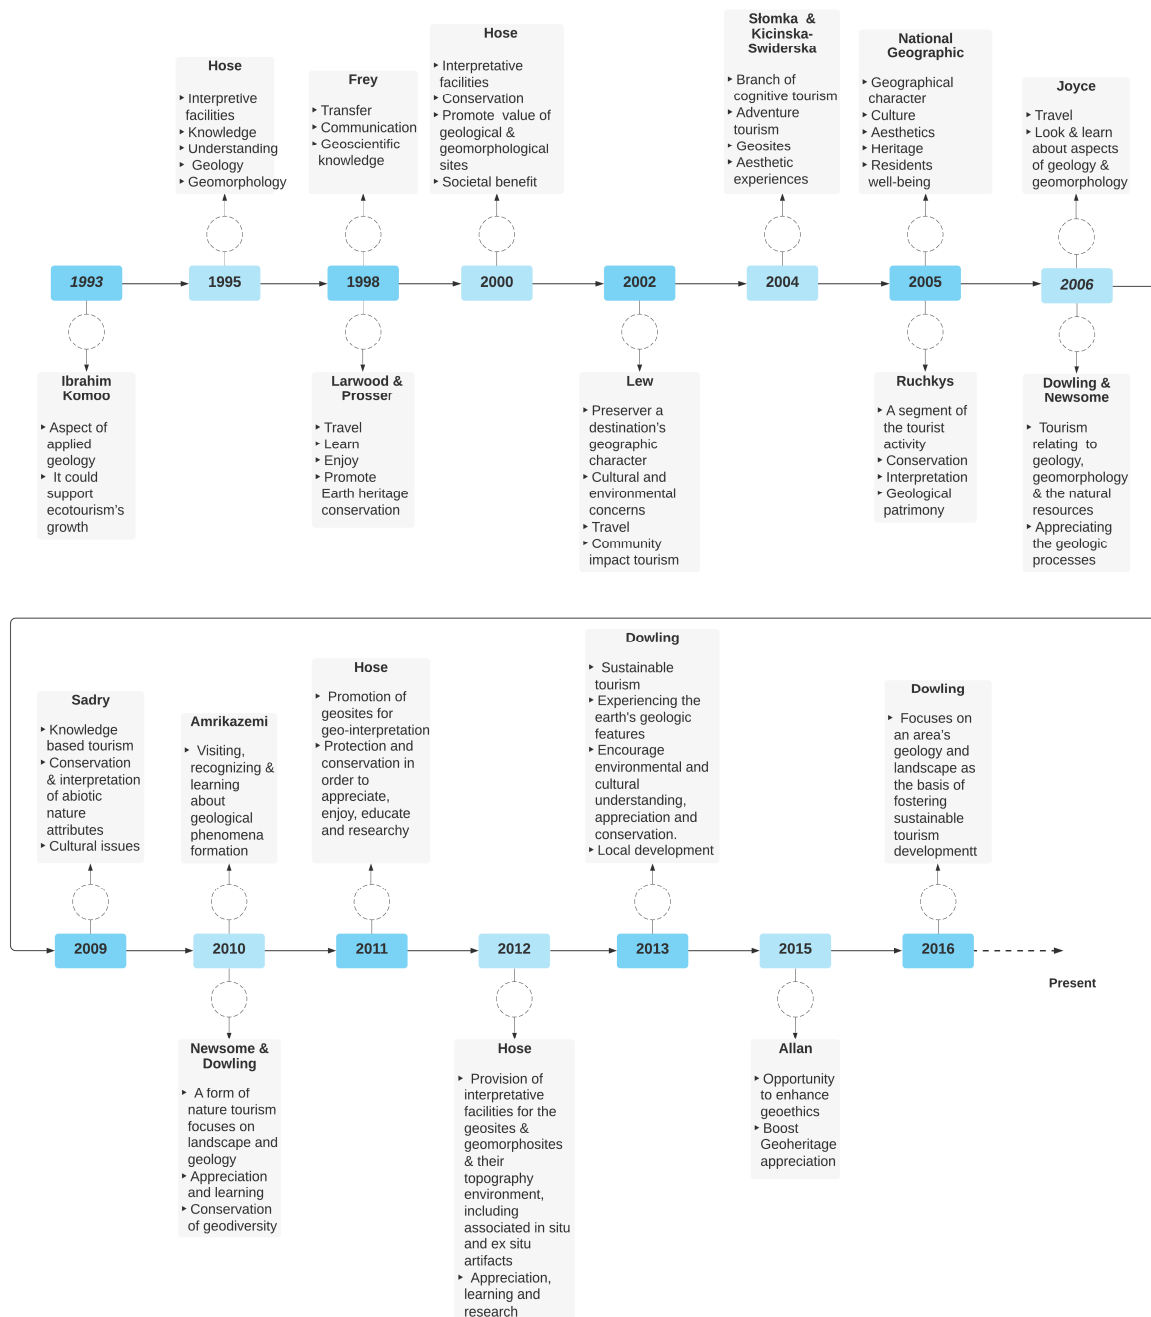 Hose
‣ Interpretive
facilities
‣ Knowledge
‣ Understanding
‣ Geology
‣ Geomorphology
Frey
‣ Transfer
‣ Communication
‣ Geoscientific
knowledge
Hose
‣ Interpretative
facilities
‣ Conservation
‣ Promote value of
geological &
geomorphological
sites
‣ Societal benefit
Słomka &
Kicinska-
Swiderska
‣ Branch of
cognitive tourism
‣ Adventure
tourism
‣ Geosites
‣ Aesthetic
experiences
National
Geographic
‣ Geographical
character
‣ Culture
‣ Aesthetics
‣ Heritage
‣ Residents
well-being
Joyce
‣ Travel
‣ Look & learn
about aspects
of geology &
geomorphology
1993
1995
1998
2000
2002
2004
2005
2006
Ibrahim
Komoo
‣ Aspect of
applied
geology
‣ It could
support
ecotourism’s
growth
Larwood &
Prosser
‣ Travel
‣ Learn
‣ Enjoy
‣ Promote
Earth heritage
conservation
Lew
‣ Preserver a
destination’s
geographic
character
‣ Cultural and
environmental
concerns
‣ Travel
‣ Community
impact tourism
Ruchkys
‣ A segment of
the tourist
activity
‣ Conservation
‣ Interpretation
‣ Geological
patrimony
Dowling &
Newsome
‣ Tourism
relating to
geology,
geomorphology
& the natural
resources
‣ Appreciating
the geologic
processes
Sadry
‣ Knowledge
based tourism
‣ Conservation
& interpretation
of abiotic
nature
attributes
‣ Cultural issues
Amrikazemi
‣ Visiting,
recognizing &
learning
about
geological
phenomena
formation
Hose
‣ Promotion of
geosites for
geo-interpretation
‣ Protection and
conservation in
order to
appreciate,
enjoy, educate
and researchy
Dowling
‣ Sustainable
tourism
‣ Experiencing the
earth's geologic
features
‣ Encourage
environmental and
cultural
understanding,
appreciation and
conservation.
‣ Local development
Dowling
‣ Focuses on
an area’s
geology and
landscape as
the basis of
fostering
sustainable
tourism
developmentt
2009
2010
2011
2012
2013
2015
2016
Present
Newsome &
Dowling
‣ A form of
nature tourism
focuses on
landscape and
geology
‣ Appreciation
and learning
‣ Conservation
of geodiversity
Hose
‣ Provision of
interpretative
facilities for the
geosites &
geomorphosites
& their
topography
environment,
including
associated in situ
and ex situ
artifacts
‣ Appreciation,
learning and
research
Allan
‣ Opportunity
to enhance
geoethics
‣ Boost
Geoheritage
appreciation